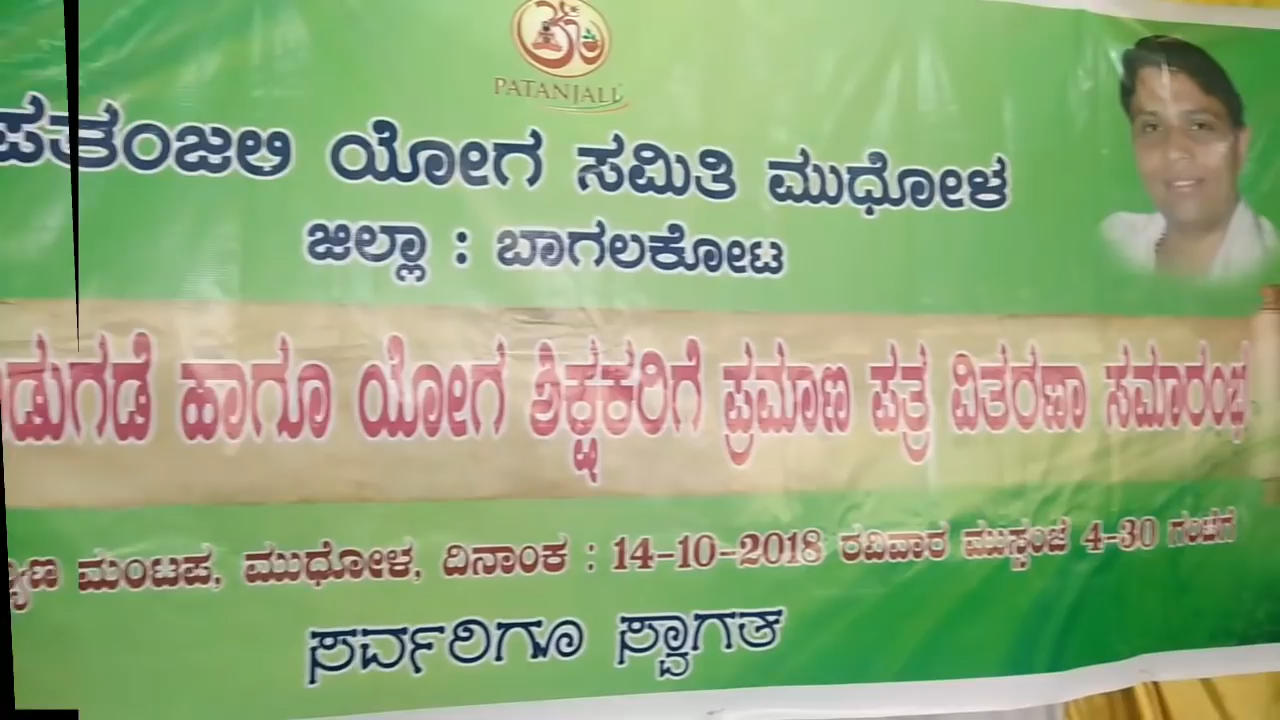 PATANJALI
ಪತಂಜಲಿ ಯೋಗ ಸಮಿತಿ ಮುಧೋಳ
ಜಿಲ್ಲಾ : ಬಾಗಲಕೋಟ
ಹಾಗೂ ಯೋಗ ಶಿಕ್ಷಕರಿಗೆ ಪ್ರಮಾಣ ಪತ್ರ ವಿತರಣಾ ಸಮಾರಂಭ
ಮಂಟಪ, ಮುಧೋಳ, ದಿನಾಂಕ : 14-10-2018 ರವಿವಾರ ಮುಸ್ಸಂಜೆ 4-30 ಗಂಟೆಗೆ
ಸರ್ವರಿಗೂ ಸ್ವಾಗತ